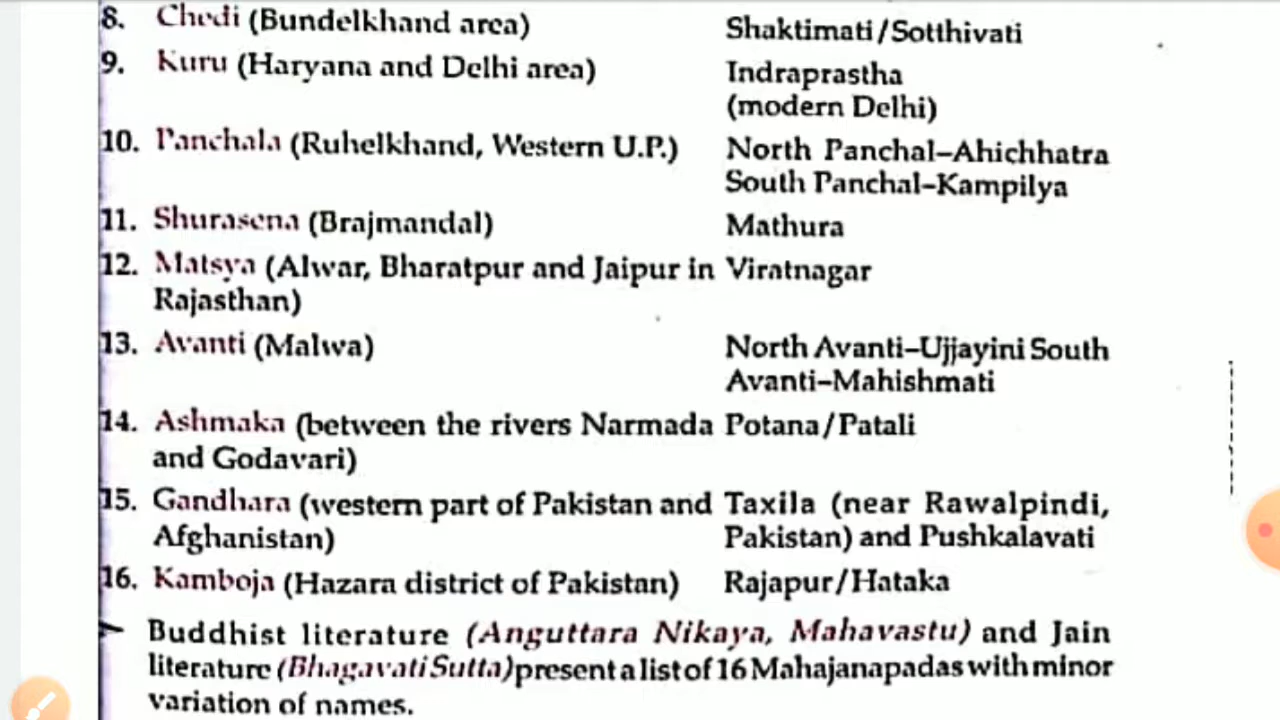 8. Chedi (Bundelkhand area) Shaktimati/Sotthivati
9. Kuru (Haryana and Delhi area) Indraprastha
(modern Delhi)
10. Panchala (Ruhelkhand, Western U.P.) North Panchal–Ahichhatra
South Panchal–Kampilya
11. Shurasena (Brajmandal) Mathura
12. Matsya (Alwar, Bharatpur and Jaipur in Viratnagar
Rajasthan)
13. Avanti (Malwa) North Avanti–Ujjayini South
Avanti–Mahishmati
14. Ashmaka (between the rivers Narmada Potana/Patali
and Godavari)
15. Gandhara (western part of Pakistan and Taxila (near Rawalpindi,
Afghanistan) Pakistan) and Pushkalavati
16. Kamboja (Hazara district of Pakistan) Rajapur/Hataka
Buddhist literature (Anguttara Nikaya, Mahavastu) and Jain
literature (Bhagavati Sutta) present a list of 16 Mahajanapadas with minor
variation of names.